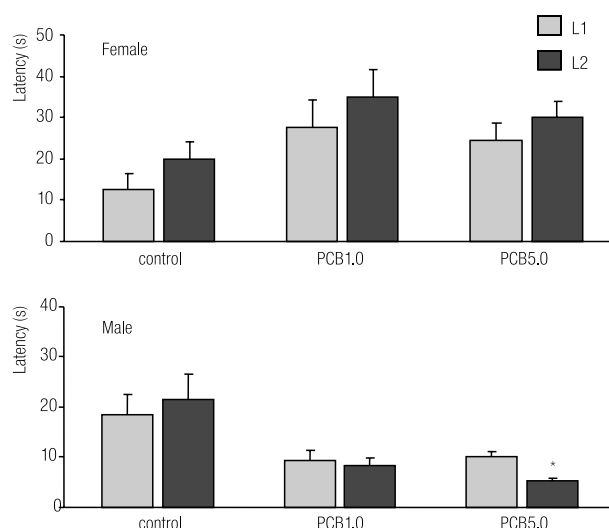 L1
L2
Female
Latency (s)
50
40
30
20
10
0
control PCB1.0 PCB5.0
Male
Latency (s)
40
30
20
10
0
*
control PCB1.0 PCB5.0